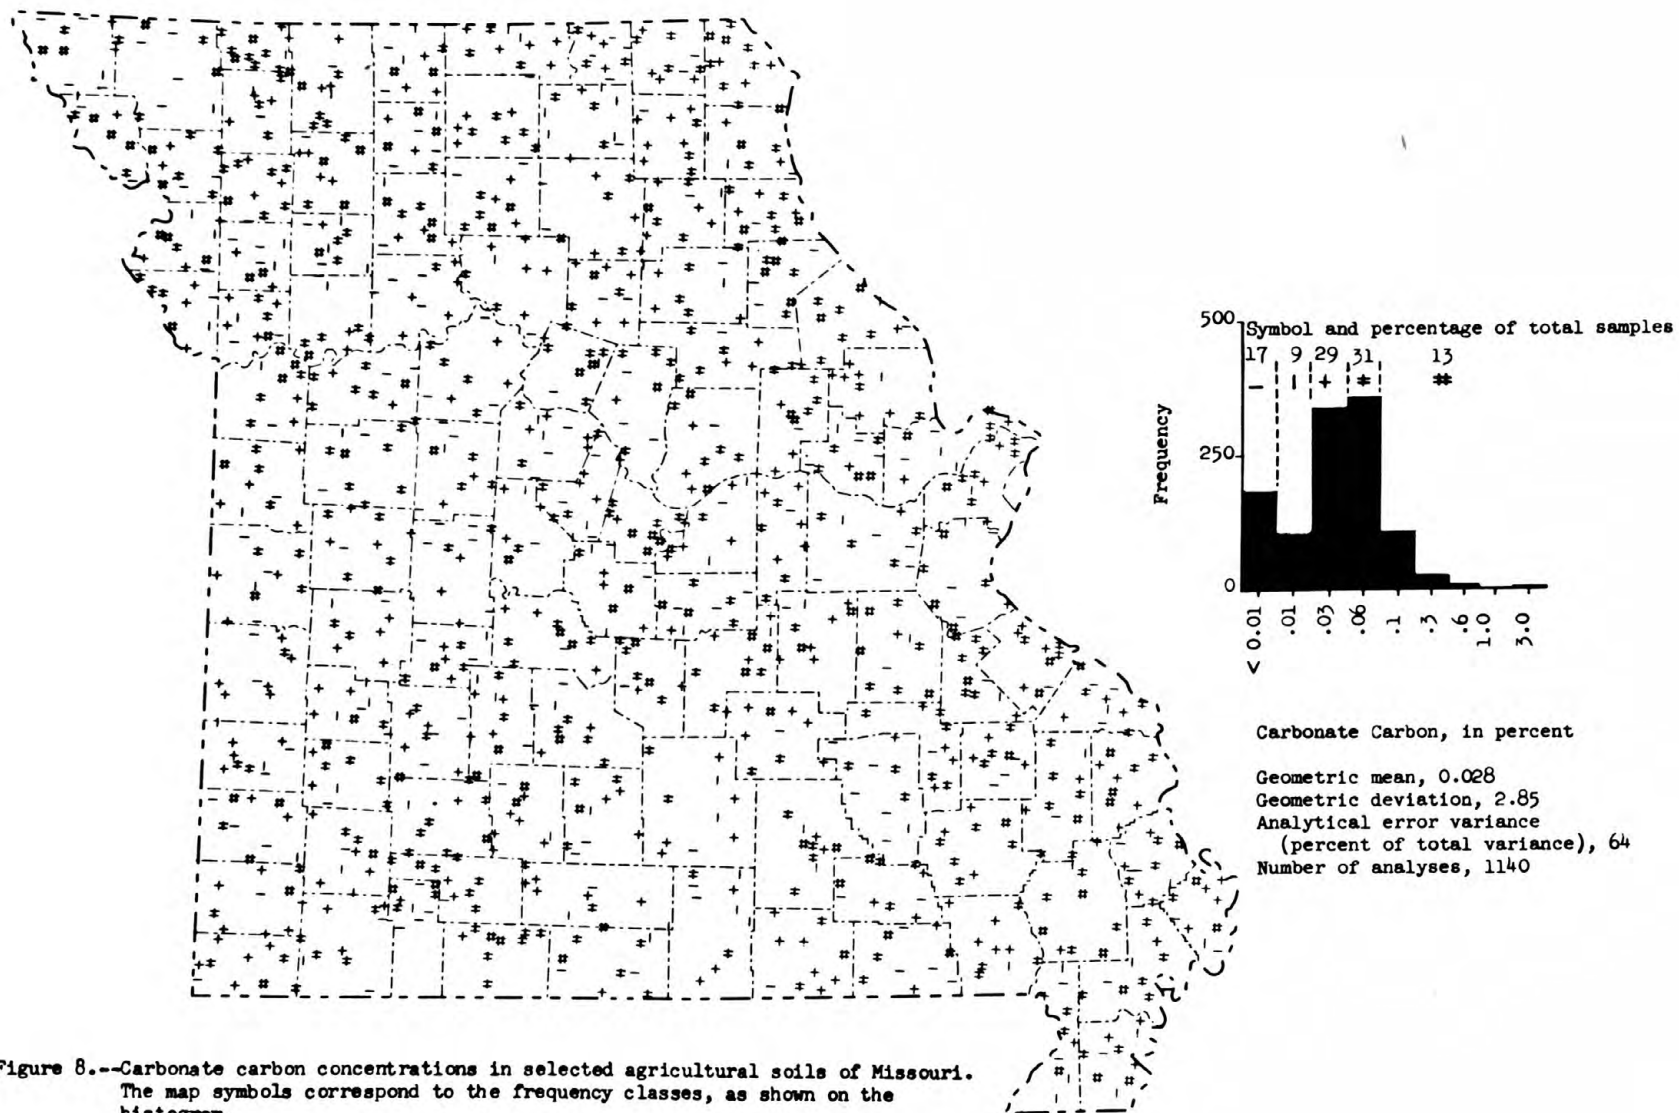 500
Symbol and percentage of total samples
17 9 29 31 13
Frequency
250
0
< 0.01 .01 .03 .06 .1 .3 .6 1.0 3.0
Carbonate Carbon, in percent
Geometric mean, 0.028
Geometric deviation, 2.85
Analytical error variance
(percent of total variance), 64
Number of analyses, 1140
Figure 8.--Carbonate carbon concentrations in selected agricultural soils of Missouri.
The map symbols correspond to the frequency classes, as shown on the
histogram